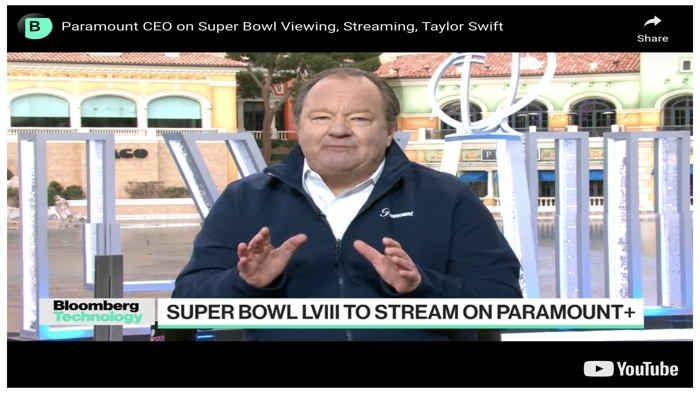 B
Paramount CEO on Super Bowl Viewing, Streaming, Taylor Swift
Share
Paramount
Bloomberg
Technology
SUPER BOWL LVIII TO STREAM ON PARAMOUNT+
YouTube